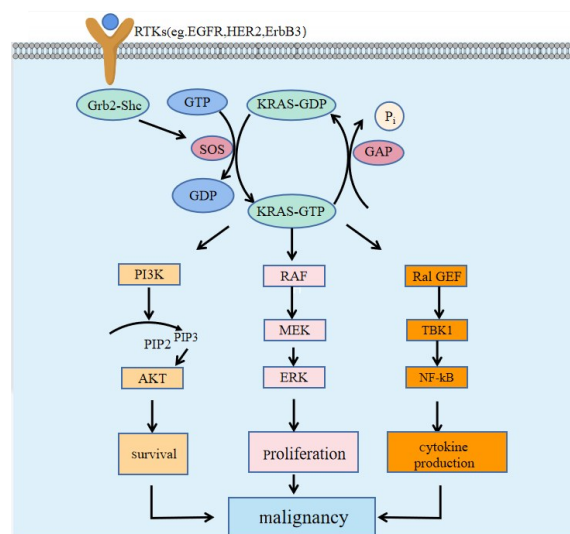 RTKs(eg.EGFR,HER2,ErbB3)
Grb2-Shc
GTP
KRAS-GDP
Pi
SOS
GAP
GDP
KRAS-GTP
PI3K
RAF
Ral GEF
PIP2
PIP3
MEK
TBK1
AKT
ERK
NF-kB
survival
Proliferation
cytokine
production
malignancy